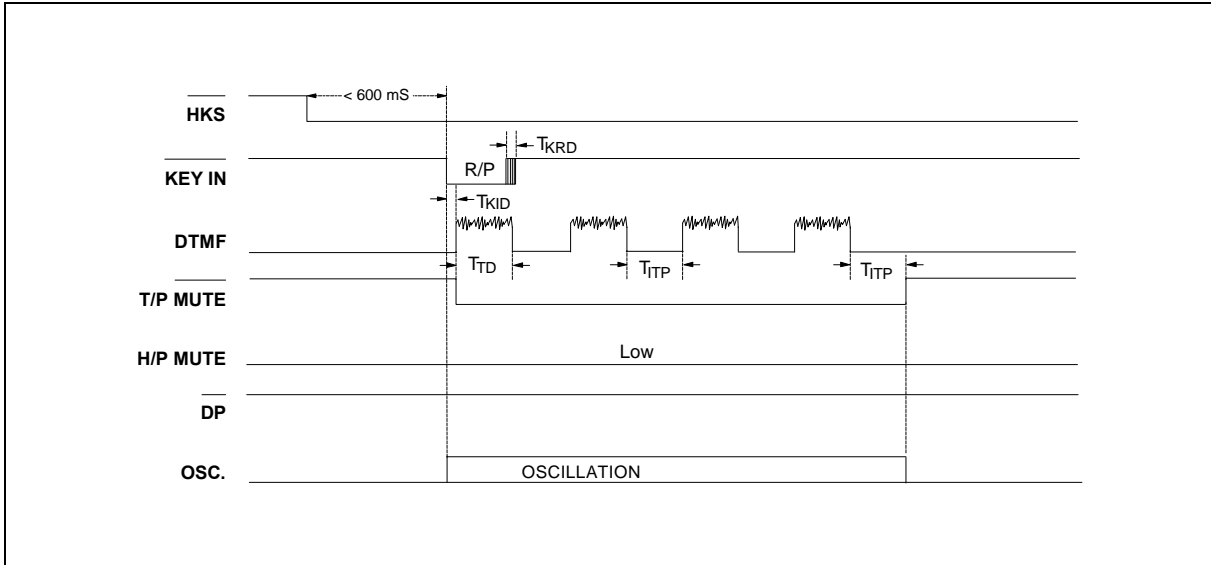 < 600 mS
HKS
TKRD
R/P
KEY IN
TKID
DTMF
TTD
TITP
TITP
T/P MUTE
Low
H/P MUTE
DP
OSCILLATION
OSC.